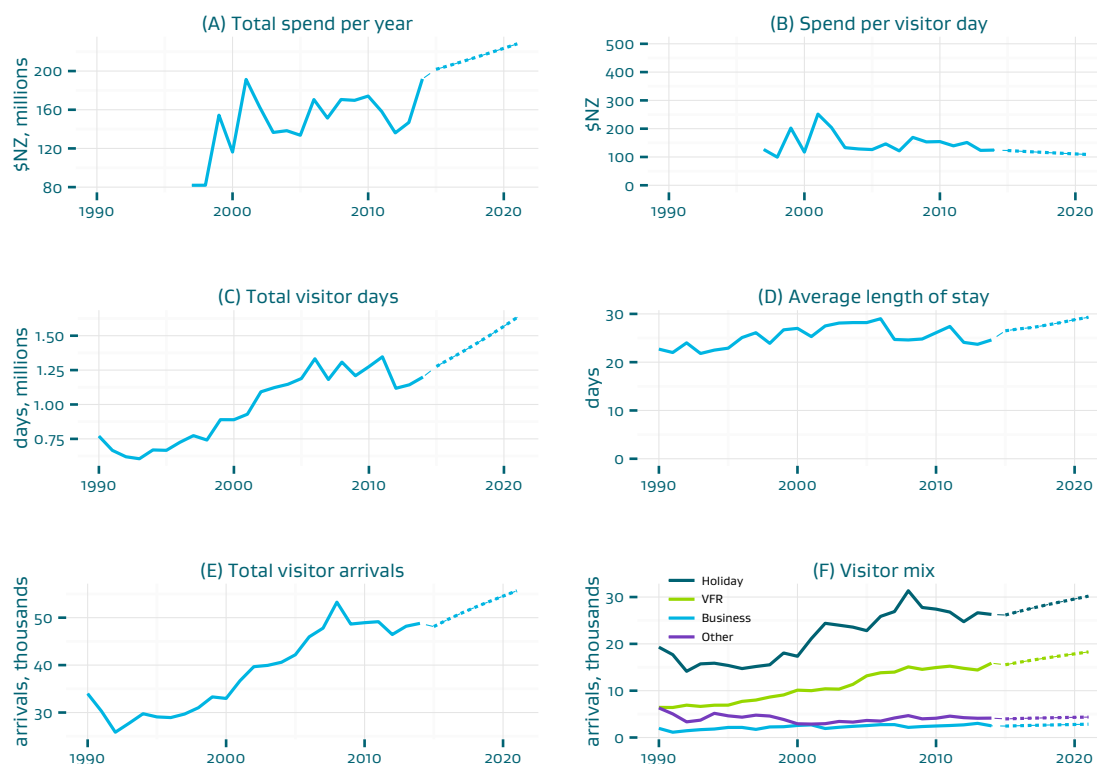 (A) Total spend per year
$NZ, millions
200
160
120
80
1990 2000 2010 2020
(B) Spend per visitor day
$NZ
500
400
300
200
100
0
1990 2000 2010 2020
(C) Total visitor days
days, millions
1.50
1.25
1.00
0.75
1990 2000 2010 2020
(D) Average length of stay
days
30
20
10
0
1990 2000 2010 2020
(E) Total visitor arrivals
arrivals, thousands
50
40
30
1990 2000 2010 2020
(F) Visitor mix
arrivals, thousands
Holiday
VFR
Business
Other
30
20
10
0
1990 2000 2010 2020